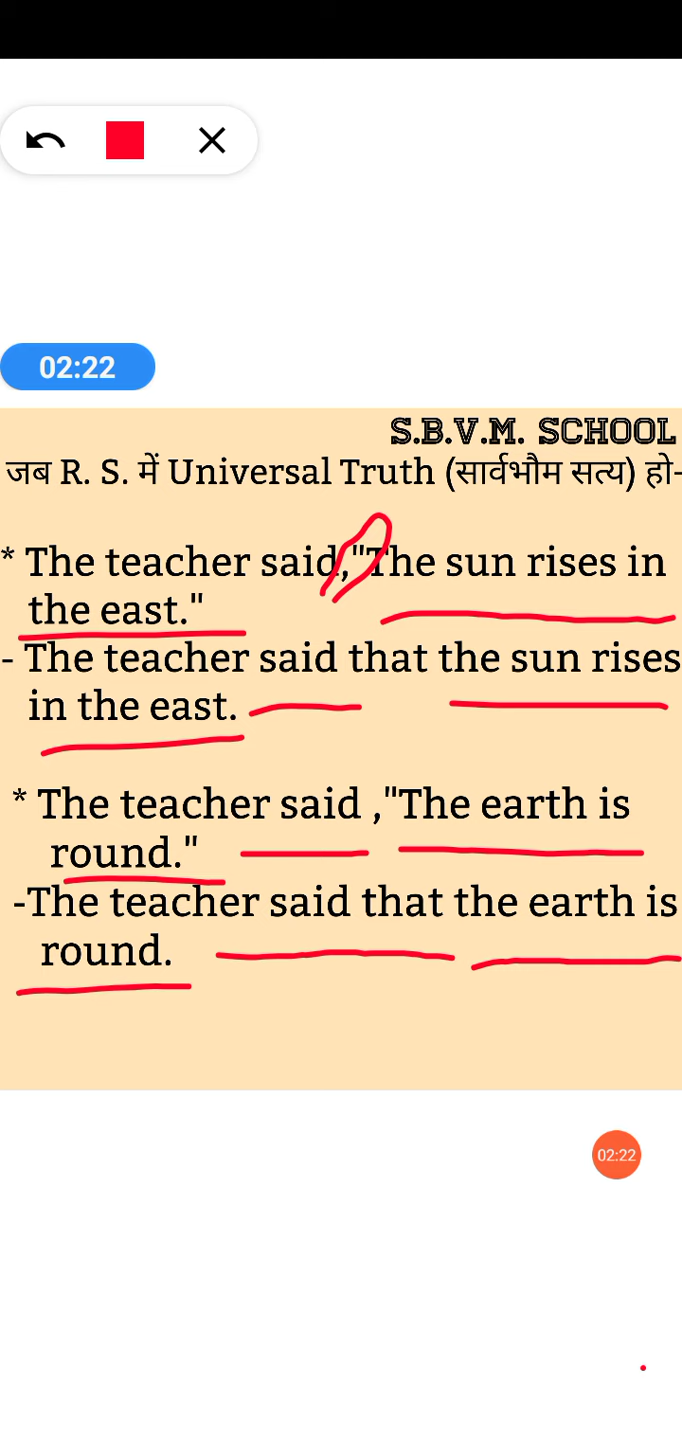 02:22
S.B.V.M. SCHOOL
जब R. S. में Universal Truth (सार्वभौम सत्य) हो-
* The teacher said,"The sun rises in
the east."
- The teacher said that the sun rises
in the east.
* The teacher said ,"The earth is
round."
-The teacher said that the earth is
round.
02:22